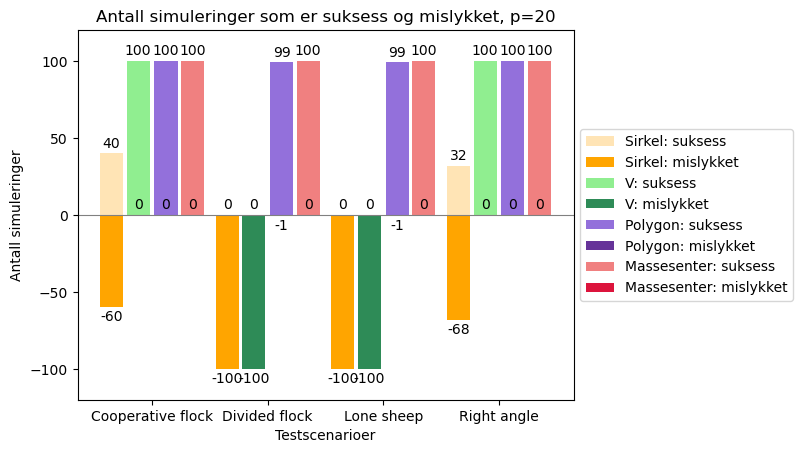 Antall simuleringer som er suksess og mislykket, p=20
100 100 100 99 100 99 100 100 100 100
40 32
0 0 0 0 0 0 0 0 0 0 0 0
-1 -1
-60 -68
-100 -100 -100 -100
100
50
0
−50
−100
Antall simuleringer
Cooperative flock Divided flock Lone sheep Right angle
Testscenarioer
Sirkel: suksess
Sirkel: mislykket
V: suksess
V: mislykket
Polygon: suksess
Polygon: mislykket
Massesenter: suksess
Massesenter: mislykket